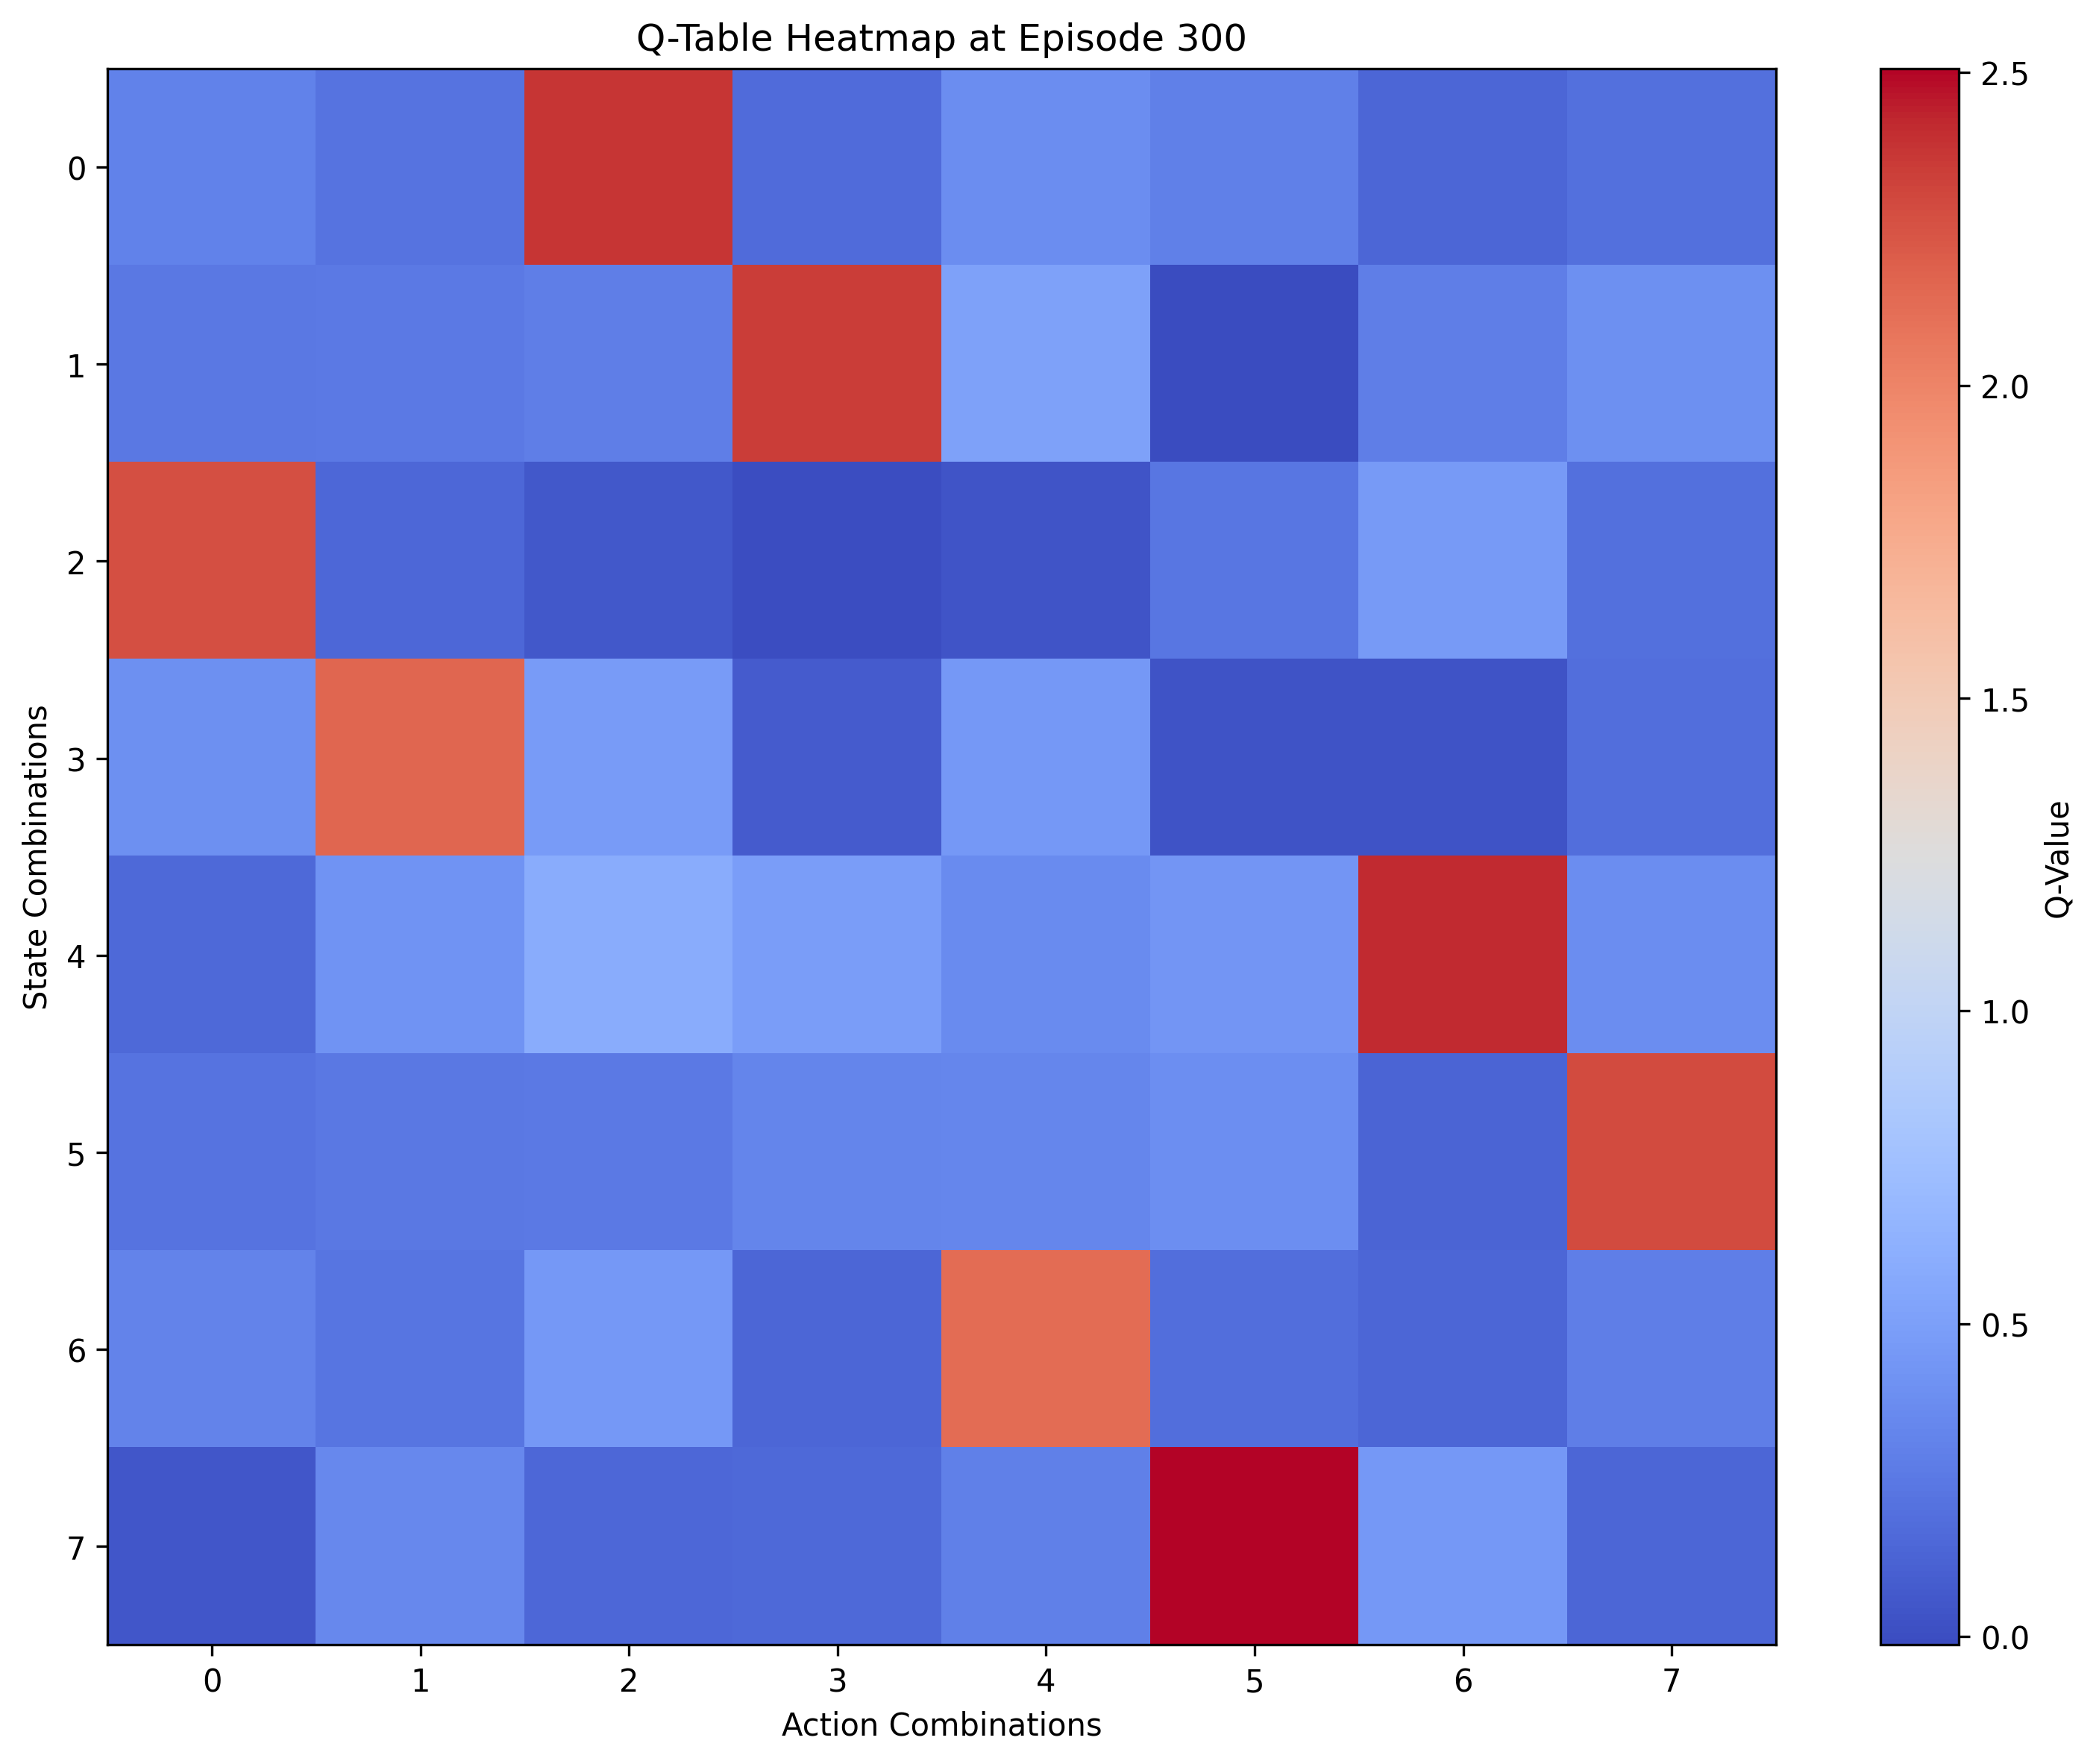 Q-Table Heatmap at Episode 300
State Combinations
0
1
2
3
4
5
6
7
0 1 2 3 4 5 6 7
Action Combinations
2.5
2.0
1.5
1.0
0.5
0.0
Q-Value